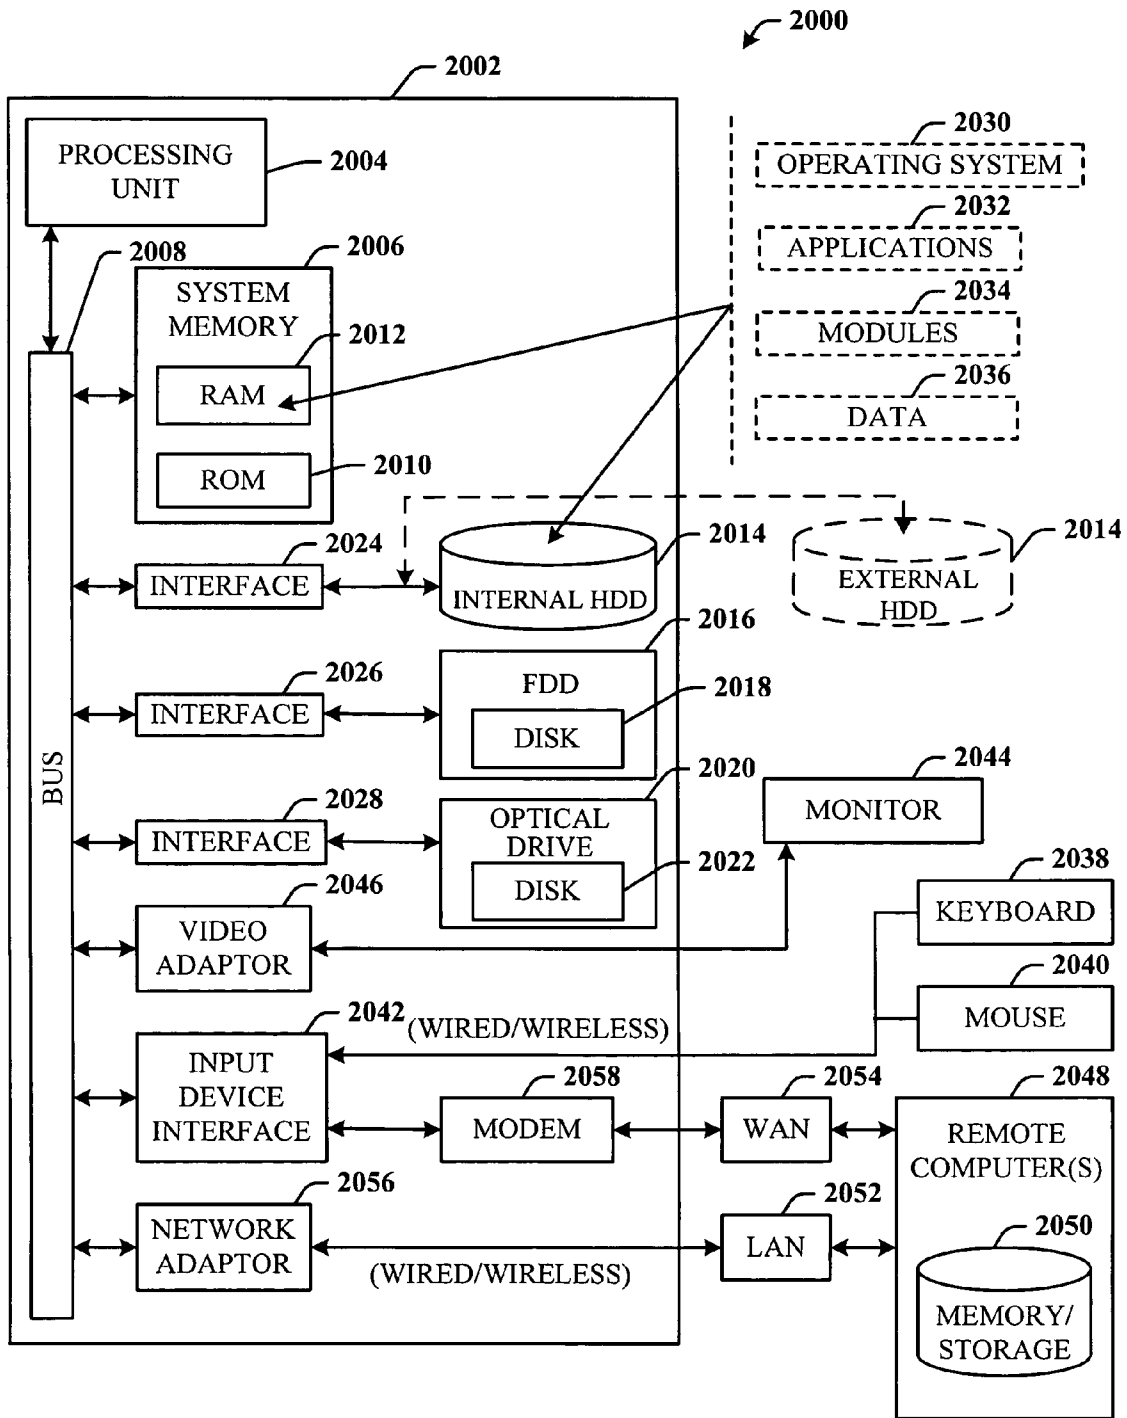 2000
2002
PROCESSING
UNIT
2004
2030
OPERATING SYSTEM
2032
APPLICATIONS
2034
MODULES
2036
DATA
2008
2006
SYSTEM
MEMORY
2012
RAM
2010
ROM
2024
INTERFACE
2014
INTERNAL HDD
2014
EXTERNAL
HDD
2016
FDD
2018
DISK
2026
INTERFACE
BUS
2020
OPTICAL
DRIVE
2022
DISK
2028
INTERFACE
2044
MONITOR
2046
VIDEO
ADAPTOR
2038
KEYBOARD
2040
MOUSE
2042
(WIRED/WIRELESS)
INPUT
DEVICE
INTERFACE
2058
MODEM
2054
WAN
2048
REMOTE
COMPUTER(S)
2056
NETWORK
ADAPTOR
(WIRED/WIRELESS)
2052
LAN
2050
MEMORY/
STORAGE